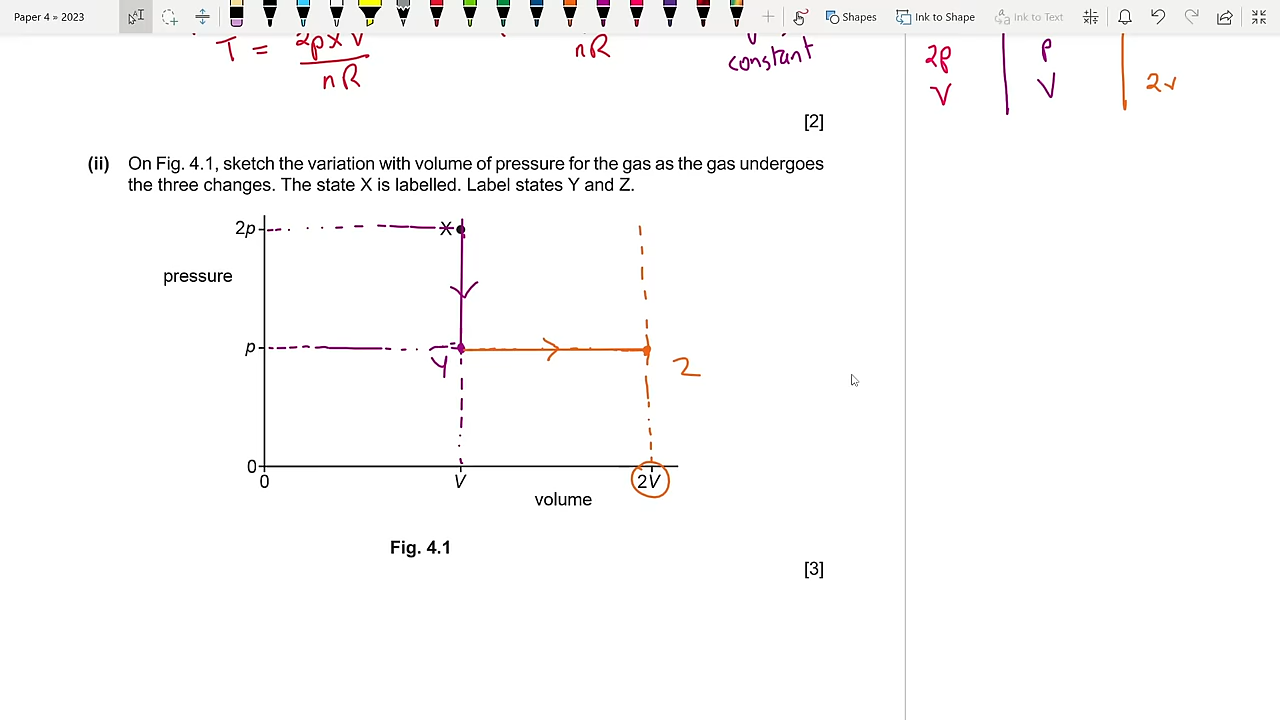 Paper 4 » 2023
Shapes
Ink to Shape
Ink to Text
T = 2p x V
nR
nR
constant
2p
V
p
V
2v
[2]
(ii) On Fig. 4.1, sketch the variation with volume of pressure for the gas as the gas undergoes
the three changes. The state X is labelled. Label states Y and Z.
2p
X
pressure
p
Y
Z
0
0
V
2V
volume
Fig. 4.1
[3]